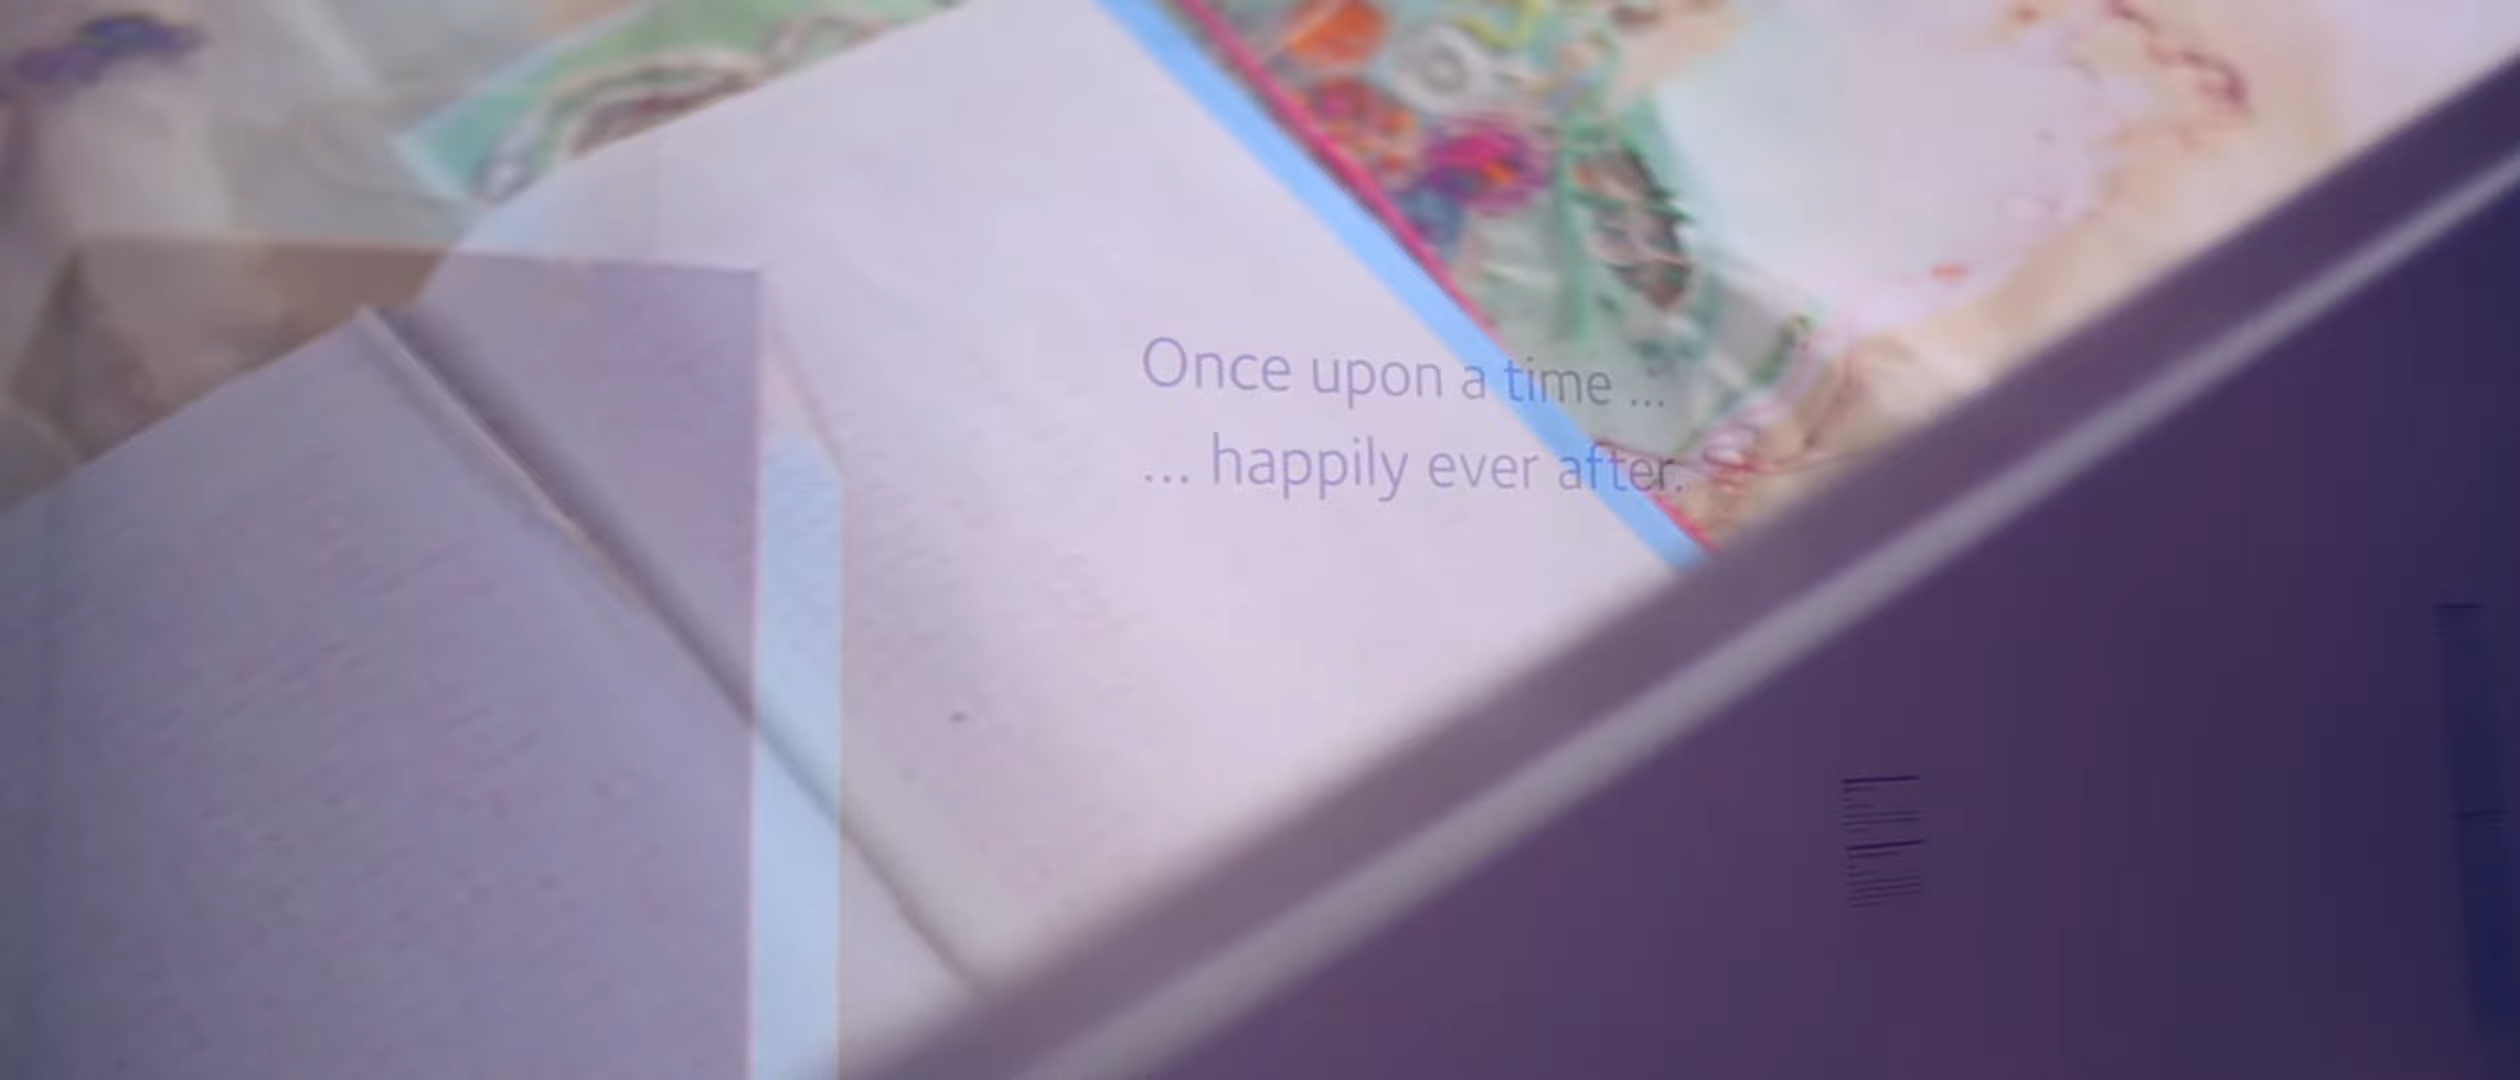 Once upon a time ...
... happily ever after.